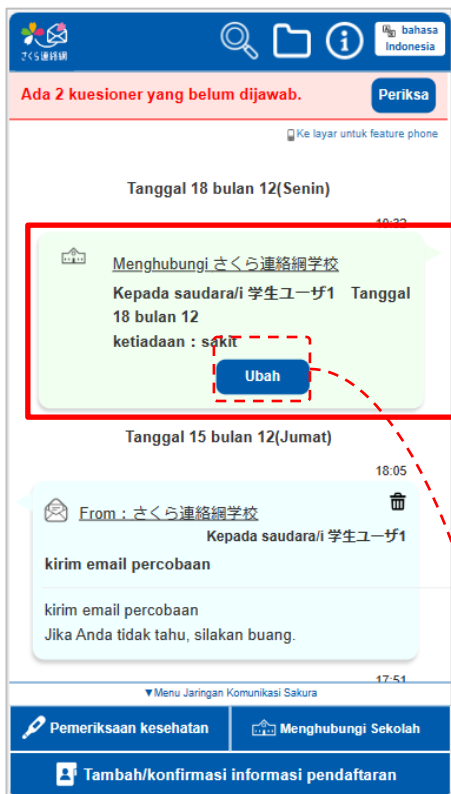 さくら連絡網
bahasa Indonesia
Ada 2 kuesioner yang belum dijawab.
Periksa
Ke layar untuk feature phone
Tanggal 18 bulan 12(Senin)
Menghubungi さくら連絡網学校
Kepada saudara/i 学生ユーザ1 Tanggal
18 bulan 12
ketiadaan : sakit
Ubah
Tanggal 15 bulan 12(Jumat)
18:05
From : さくら連絡網学校
Kepada saudara/i 学生ユーザ1
kirim email percobaan
kirim email percobaan
Jika Anda tidak tahu, silakan buang.
17:51
▼Menu Jaringan Komunikasi Sakura
Pemeriksaan kesehatan
Menghubungi Sekolah
Tambah/konfirmasi informasi pendaftaran